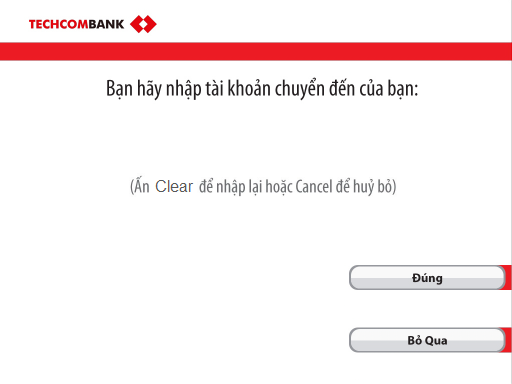 TECHCOMBANK
Bạn hãy nhập tài khoản chuyển đến của bạn:
(Ấn Clear để nhập lại hoặc Cancel để huỷ bỏ)
Đúng
Bỏ Qua